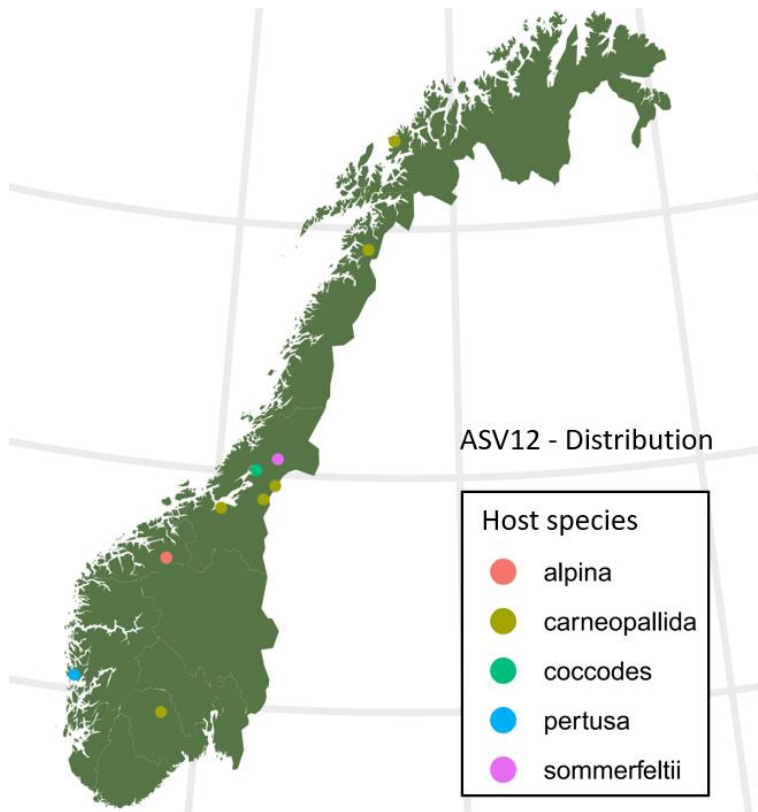 ASV12 - Distribution
Host species
alpina
carneopallida
coccodes
pertusa
sommerfeltii